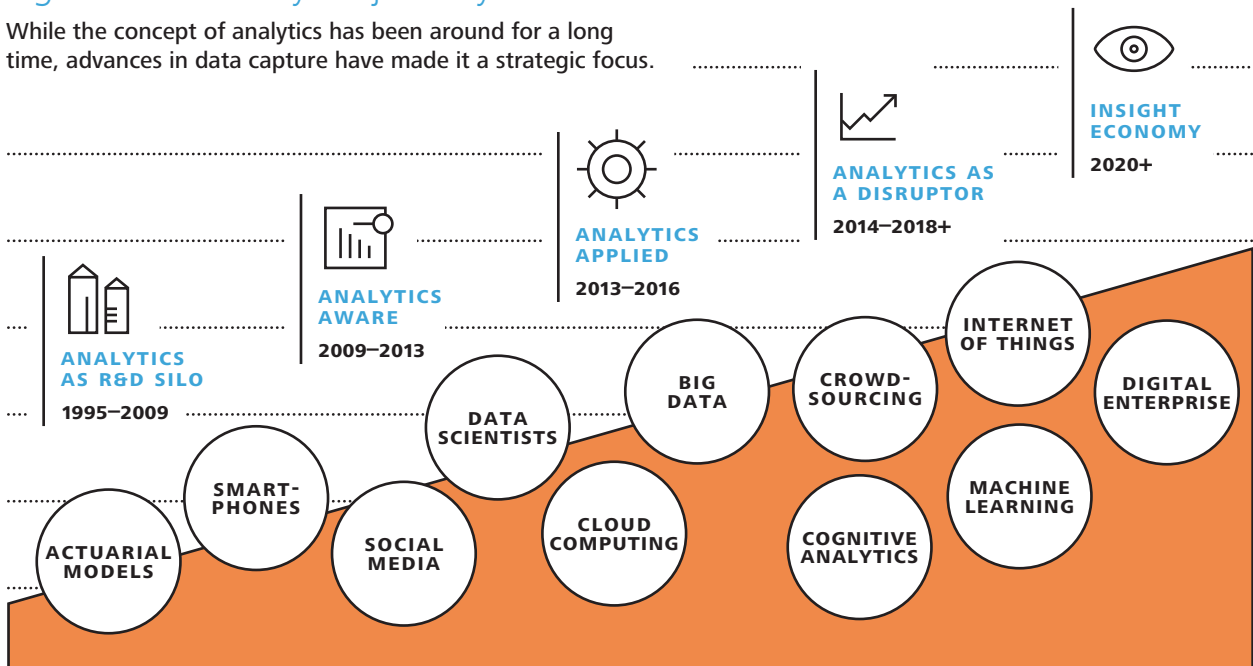 While the concept of analytics has been around for a long
time, advances in data capture have made it a strategic focus.
INSIGHT
ECONOMY
2020+
ANALYTICS AS
A DISRUPTOR
2014–2018+
ANALYTICS
APPLIED
2013–2016
ANALYTICS
AWARE
2009–2013
ANALYTICS
AS R&D SILO
1995–2009
ACTUARIAL
MODELS
SMART-
PHONES
SOCIAL
MEDIA
DATA
SCIENTISTS
CLOUD
COMPUTING
BIG
DATA
CROWD-
SOURCING
COGNITIVE
ANALYTICS
INTERNET
OF THINGS
MACHINE
LEARNING
DIGITAL
ENTERPRISE